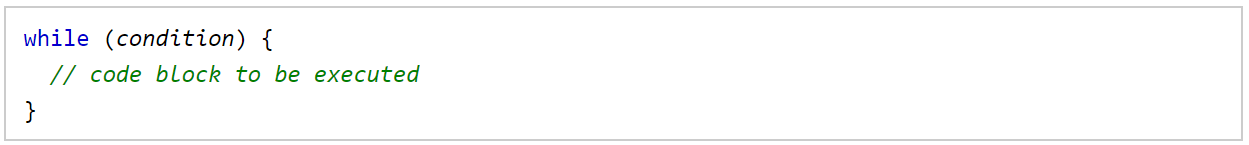 while (condition) {
  // code block to be executed
}